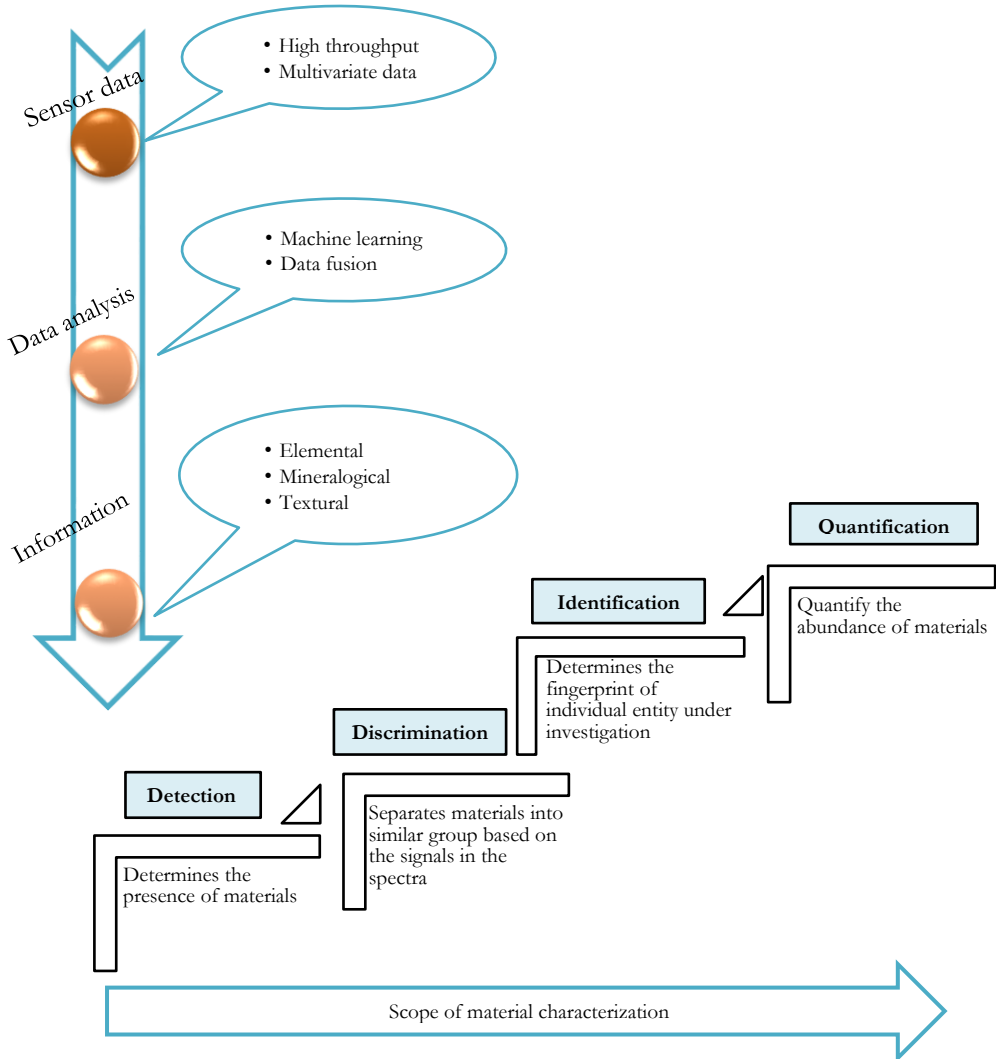 Sensor data
• High throughput
• Multivariate data
Data analysis
• Machine learning
• Data fusion
Information
• Elemental
• Mineralogical
• Textural
Quantification
Quantify the
abundance of materials
Identification
Determines the
fingerprint of
individual entity under
investigation
Discrimination
Separates materials into
similar group based on
the signals in the
spectra
Detection
Determines the
presence of materials
Scope of material characterization